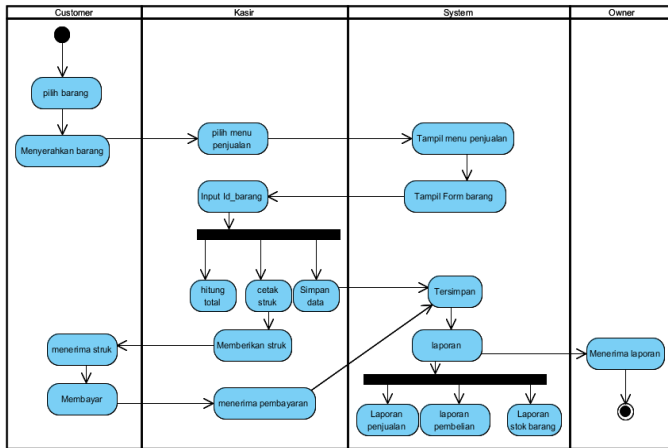 Customer
Kasir
System
Owner
pilih barang
Menyerahkan barang
pilih menu
penjualan
Tampil menu penjualan
Input Id_barang
Tampil Form barang
hitung
total
cetak
struk
Simpan
data
Tersimpan
menerima struk
Memberikan struk
laporan
Menerima laporan
Membayar
menerima pembayaran
Laporan
penjualan
laporan
pembelian
Laporan
stok barang